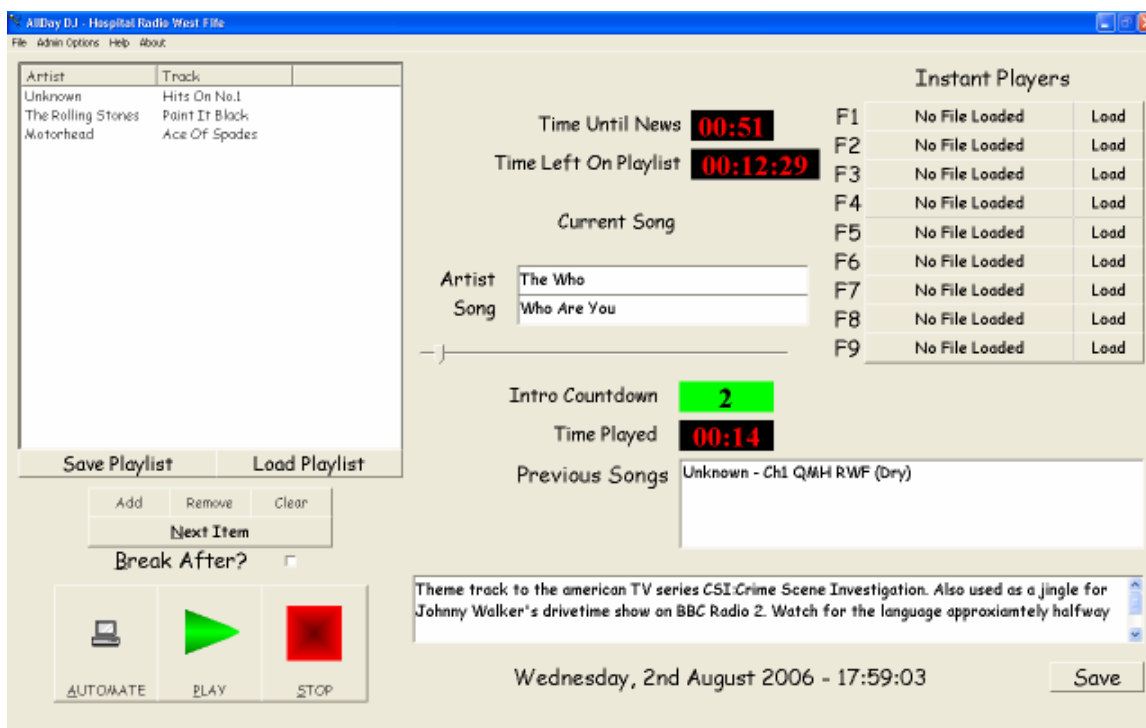 AllDay DJ - Hospital Radio West Fife
File Admin Options Help About
Artist Track
Unknown Hits On No.1
The Rolling Stones Paint It Black
Motorhead Ace Of Spades
Save Playlist Load Playlist
Add Remove Clear
Next Item
Break After?
AUTOMATE PLAY STOP
Time Until News 00:51
Time Left On Playlist 00:12:29
Current Song
Artist The Who
Song Who Are You
Intro Countdown 2
Time Played 00:14
Previous Songs Unknown - Ch1 QMH RWF (Dry)
Instant Players
F1 No File Loaded Load
F2 No File Loaded Load
F3 No File Loaded Load
F4 No File Loaded Load
F5 No File Loaded Load
F6 No File Loaded Load
F7 No File Loaded Load
F8 No File Loaded Load
F9 No File Loaded Load
Theme track to the american TV series CSI:Crime Scene Investigation. Also used as a jingle for
Johnny Walker's drivetime show on BBC Radio 2. Watch for the language approxiamtely halfway
Wednesday, 2nd August 2006 - 17:59:03
Save